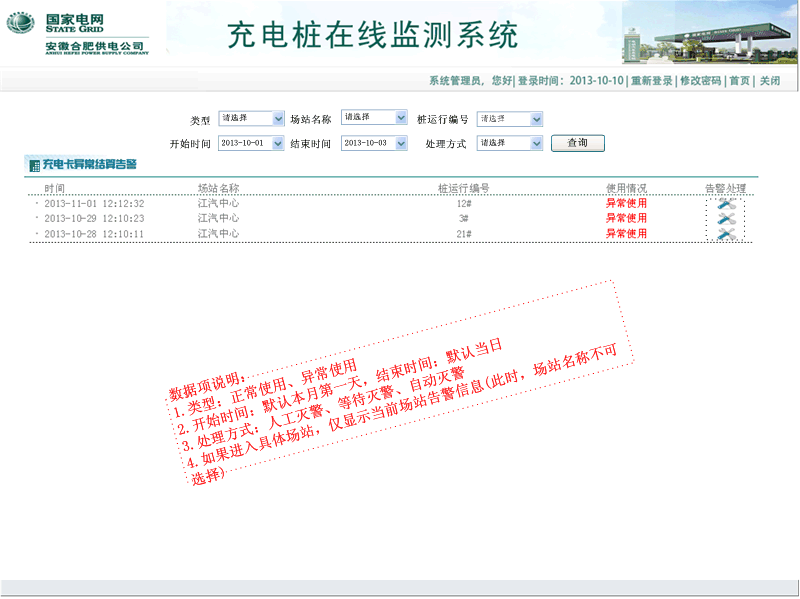 国家电网
STATE GRID
安徽合肥供电公司
ANHUI HEFEI POWER SUPPLY COMPANY
充电桩在线监测系统
系统管理员，您好| 登录时间：2013-10-10 | 重新登录 | 修改密码 | 首页 | 关闭
类型 请选择 场站名称 请选择 桩运行编号 请选择
开始时间 2013-10-01 结束时间 2013-10-03 处理方式 请选择 查询
充电卡异常结算告警
时间 场站名称 桩运行编号 使用情况 告警处理
· 2013-11-01 12:12:32 江汽中心 12# 异常使用
· 2013-10-29 12:10:23 江汽中心 3# 异常使用
· 2013-10-28 12:10:11 江汽中心 21# 异常使用
数据项说明：
1.类型：正常使用、异常使用
2.开始时间：默认本月第一天，结束时间：默认当日
3.处理方式：人工灭警、等待灭警、自动灭警
4.如果进入具体场站，仅显示当前场站告警信息(此时，场站名称不可
选择)